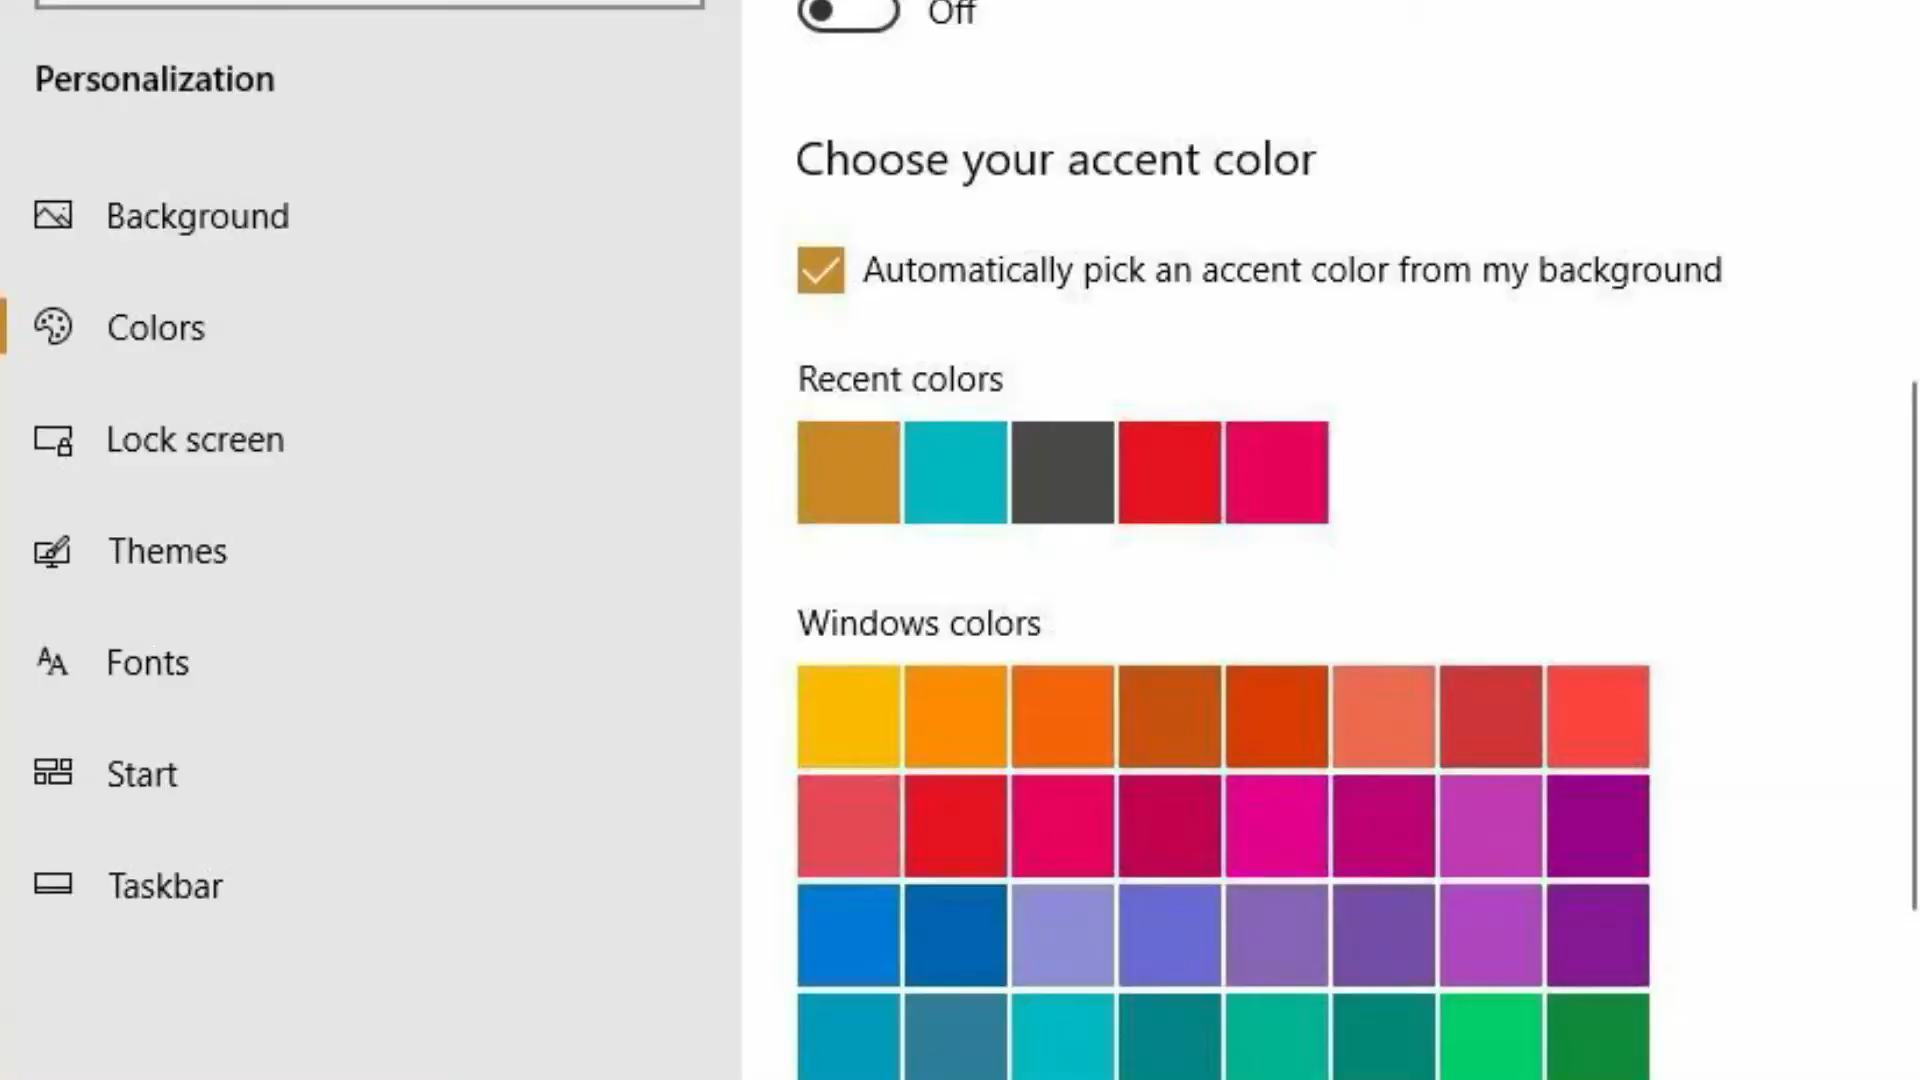 Off
Personalization
Choose your accent color
Background
Automatically pick an accent color from my background
Colors
Recent colors
Lock screen
Themes
Windows colors
Fonts
Start
Taskbar